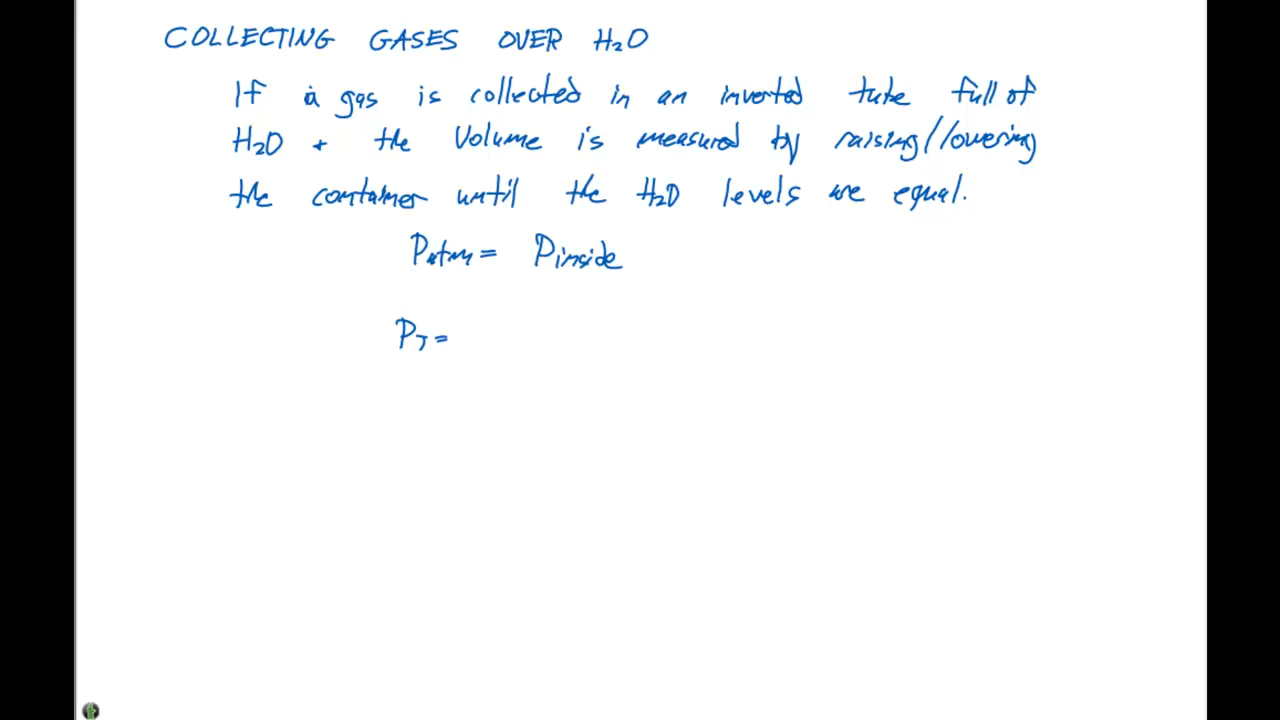 COLLECTING GASES OVER H₂O
If a gas is collected in an inverted tube full of
H₂O + the Volume is measured by raising//lowering
the container until the H₂O levels are equal.
Patm = Pinside
P_T =